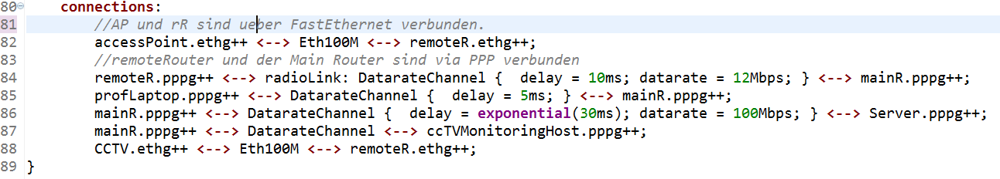 80 connections:
81 //AP und rR sind ueber FastEthernet verbunden.
82 accessPoint.ethg++ <--> Eth100M <--> remoteR.ethg++;
83 //remoteRouter und der Main Router sind via PPP verbunden
84 remoteR.pppg++ <--> radioLink: DatarateChannel {  delay = 10ms; datarate = 12Mbps; } <--> mainR.pppg++;
85 profLaptop.pppg++ <--> DatarateChannel {  delay = 5ms; } <--> mainR.pppg++;
86 mainR.pppg++ <--> DatarateChannel {  delay = exponential(30ms); datarate = 100Mbps; } <--> Server.pppg++;
87 mainR.pppg++ <--> DatarateChannel <--> ccTVMonitoringHost.pppg++;
88 CCTV.ethg++ <--> Eth100M <--> remoteR.ethg++;
89 }